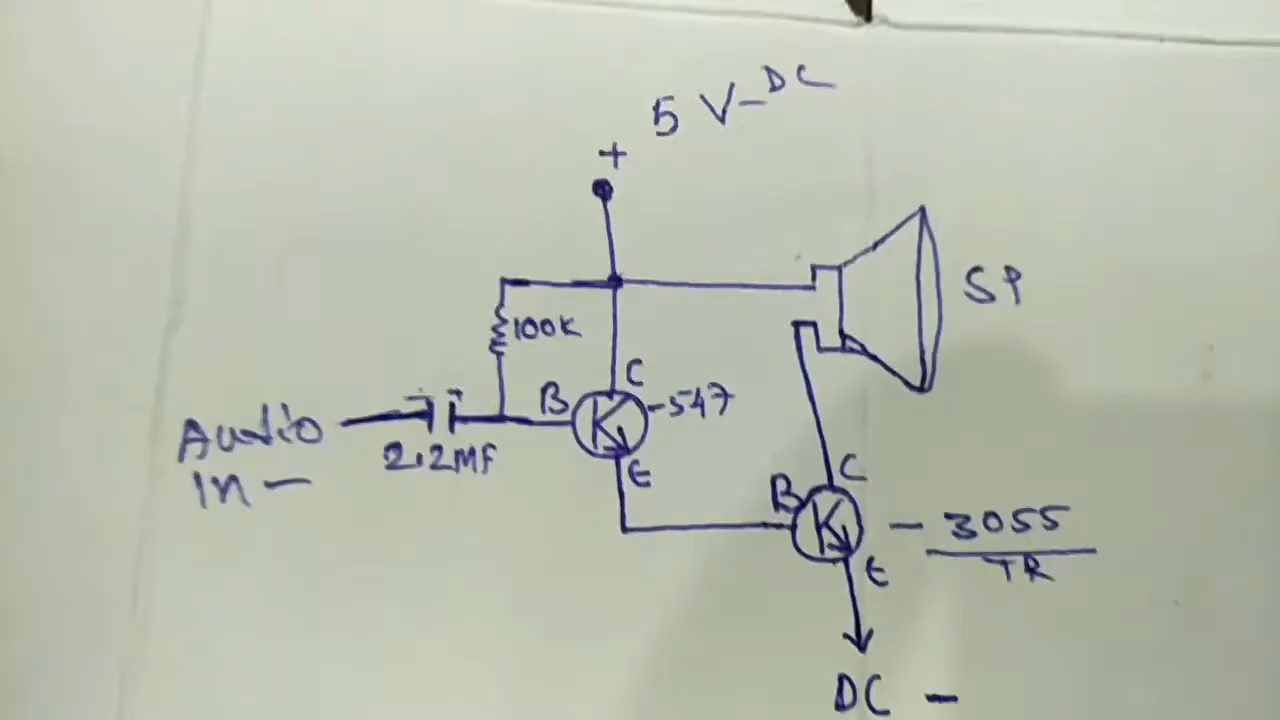 5 V-DC
+
SP
100K
C
B
-547
Audio
In -
2.2MF
E
C
B
- 3055
TR
E
DC -